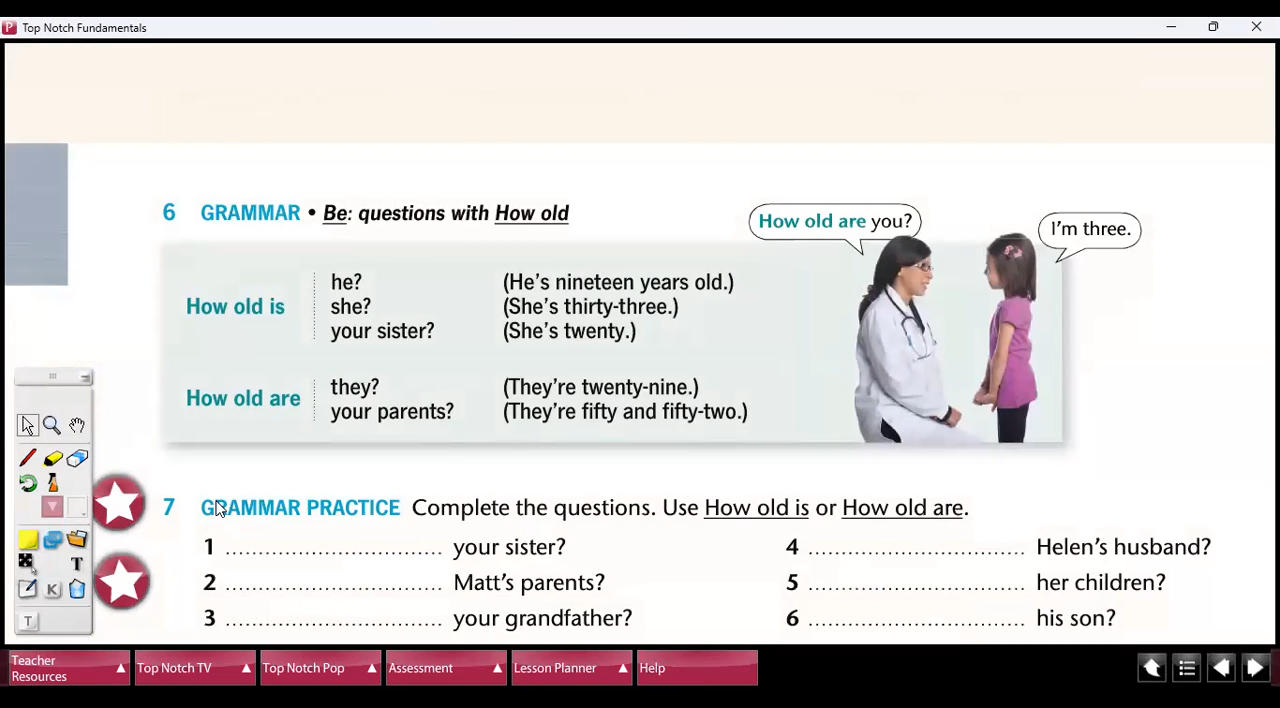 Top Notch Fundamentals
6 GRAMMAR • Be: questions with How old
How old are you?
I'm three.
How old is
he? (He's nineteen years old.)
she? (She's thirty-three.)
your sister? (She's twenty.)
How old are
they? (They're twenty-nine.)
your parents? (They're fifty and fifty-two.)
7 GRAMMAR PRACTICE Complete the questions. Use How old is or How old are.
1 ................................ your sister?
2 ................................ Matt's parents?
3 ................................ your grandfather?
4 ................................ Helen's husband?
5 ................................ her children?
6 ................................ his son?
T
K
T
Teacher
Resources
Top Notch TV
Top Notch Pop
Assessment
Lesson Planner
Help